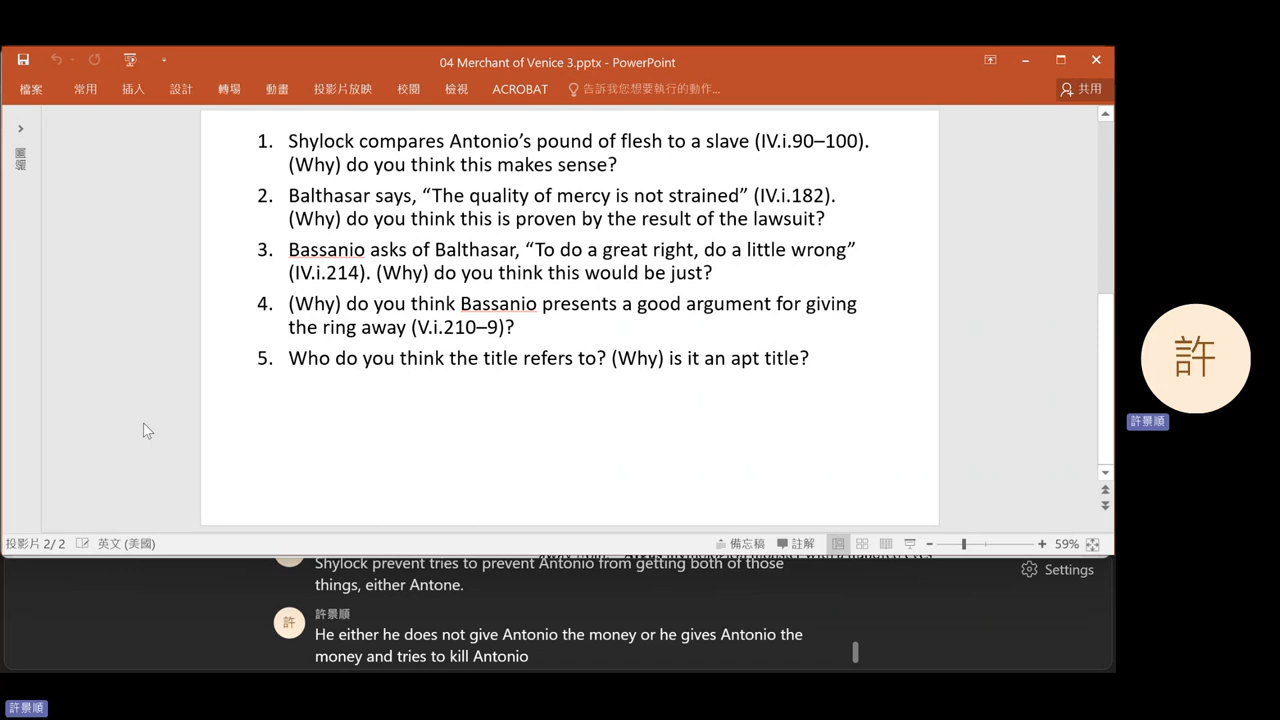 04 Merchant of Venice 3.pptx - PowerPoint
檔案 常用 插入 設計 轉場 動畫 投影片放映 校閱 檢視 ACROBAT 告訴我您想要執行的動作... 共用
1. Shylock compares Antonio’s pound of flesh to a slave (IV.i.90–100).
(Why) do you think this makes sense?
2. Balthasar says, “The quality of mercy is not strained” (IV.i.182).
(Why) do you think this is proven by the result of the lawsuit?
3. Bassanio asks of Balthasar, “To do a great right, do a little wrong”
(IV.i.214). (Why) do you think this would be just?
4. (Why) do you think Bassanio presents a good argument for giving
the ring away (V.i.210–9)?
5. Who do you think the title refers to? (Why) is it an apt title?
許
許景順
投影片 2/2 英文 (美國) 備忘稿 註解 59%
Shylock prevent tries to prevent Antonio from getting both of those
things, either Antone.
Settings
許景順
許
He either he does not give Antonio the money or he gives Antonio the
money and tries to kill Antonio
許景順